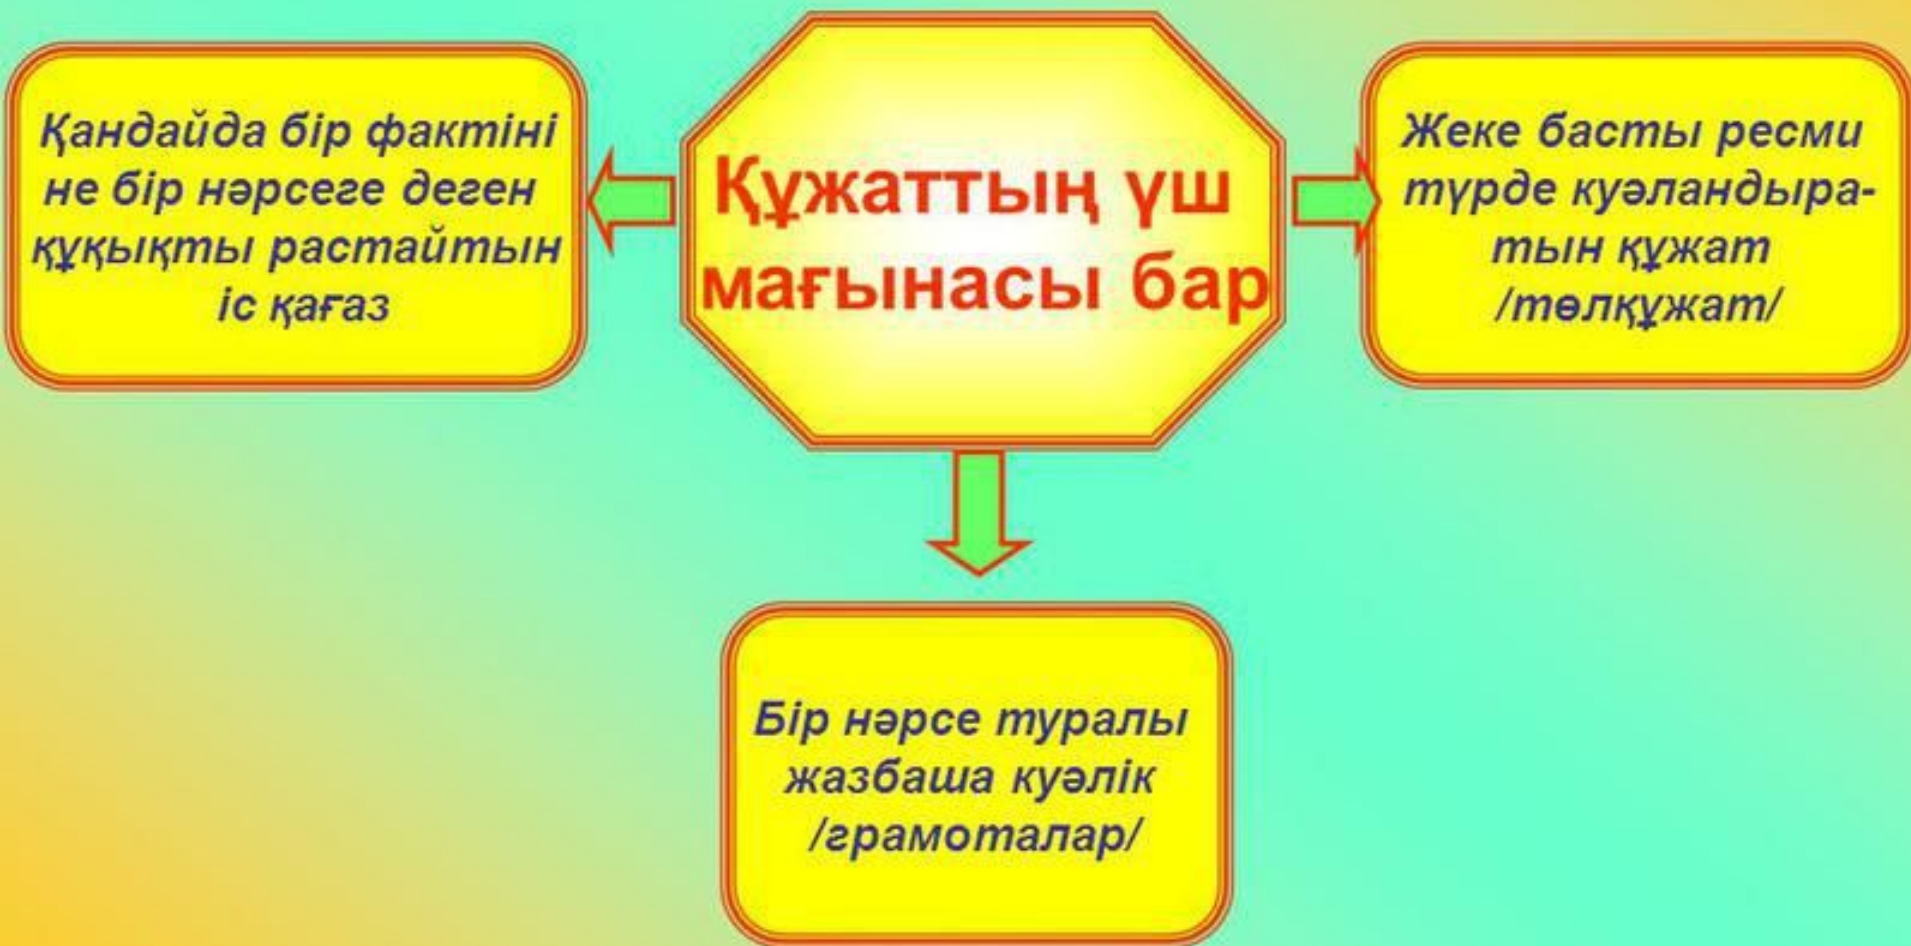 Құжаттың үш
мағынасы бар
Қандайда бір фактіні
не бір нәрсеге деген
құқықты растайтын
іс қағаз
Жеке басты ресми
түрде куәландыра-
тын құжат
/төлқұжат/
Бір нәрсе туралы
жазбаша куәлік
/грамоталар/